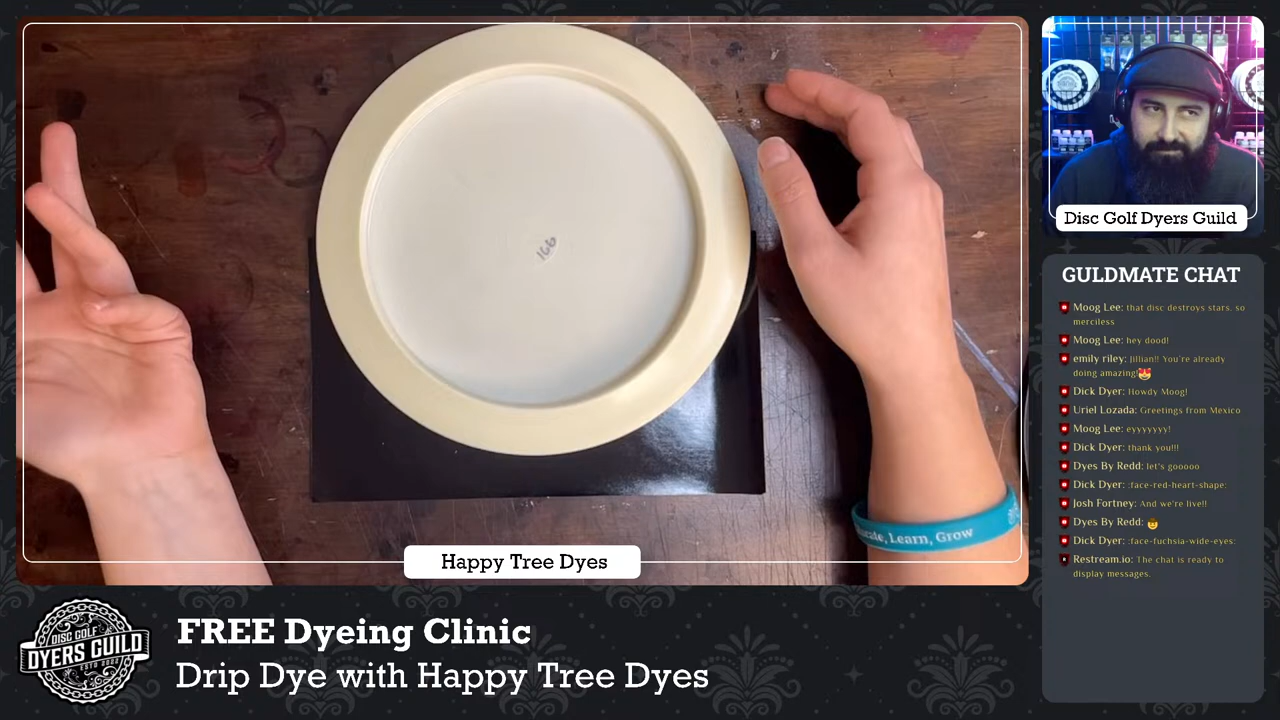 166
urate, Learn, Grow
Happy Tree Dyes
Disc Golf Dyers Guild
GULDMATE CHAT
Moog Lee: that disc destroys stars. so
merciless
Moog Lee: hey dood!
emily riley: Jillian!! You're already
doing amazing!
Dick Dyer: Howdy Moog!
Uriel Lozada: Greetings from Mexico
Moog Lee: eyyyyyyy!
Dick Dyer: thank you!!!
Dyes By Redd: let's gooooo
Dick Dyer: :face-red-heart-shape:
Josh Fortney: And we're live!!
Dyes By Redd:
Dick Dyer: :face-fuchsia-wide-eyes:
Restream.io: The chat is ready to
display messages.
DISC GOLF
DYERS GUILD
ESTD 2022
FREE Dyeing Clinic
Drip Dye with Happy Tree Dyes